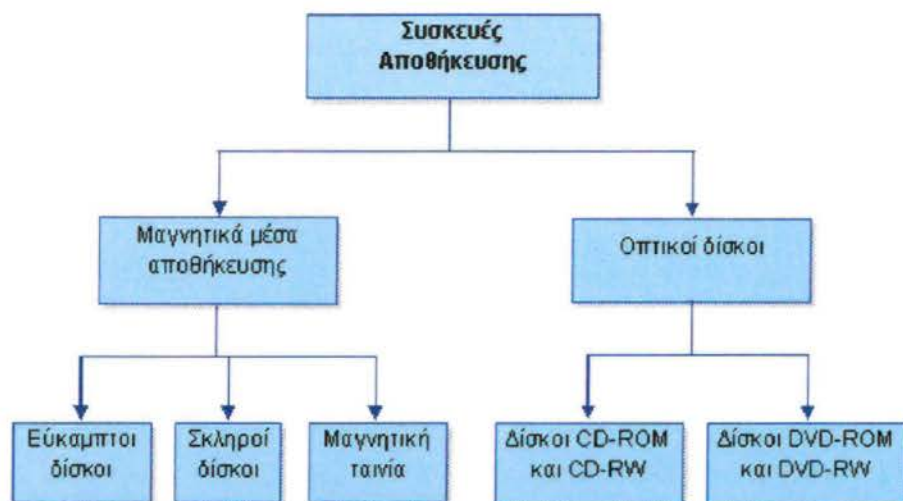 Συσκευές
Αποθήκευσης
Μαγνητικά μέσα
αποθήκευσης
Οπτικοί δίσκοι
Εύκαμπτοι
δίσκοι
Σκληροί
δίσκοι
Μαγνητική
ταινία
Δίσκοι CD-ROM
και CD-RW
Δίσκοι DVD-ROM
και DVD-RW